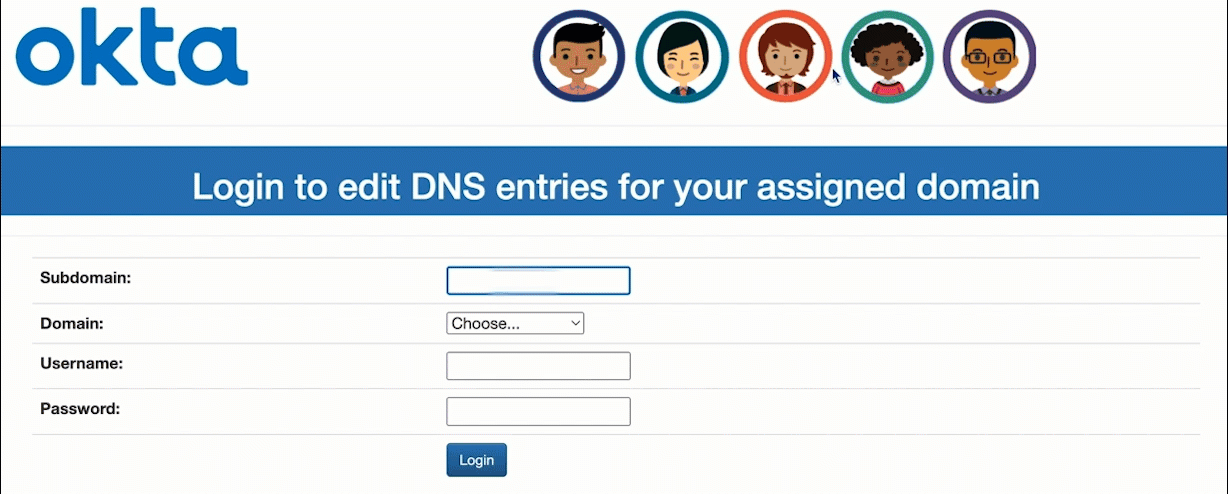 okta
Login to edit DNS entries for your assigned domain
Subdomain:
Domain: Choose...
Username:
Password:
Login